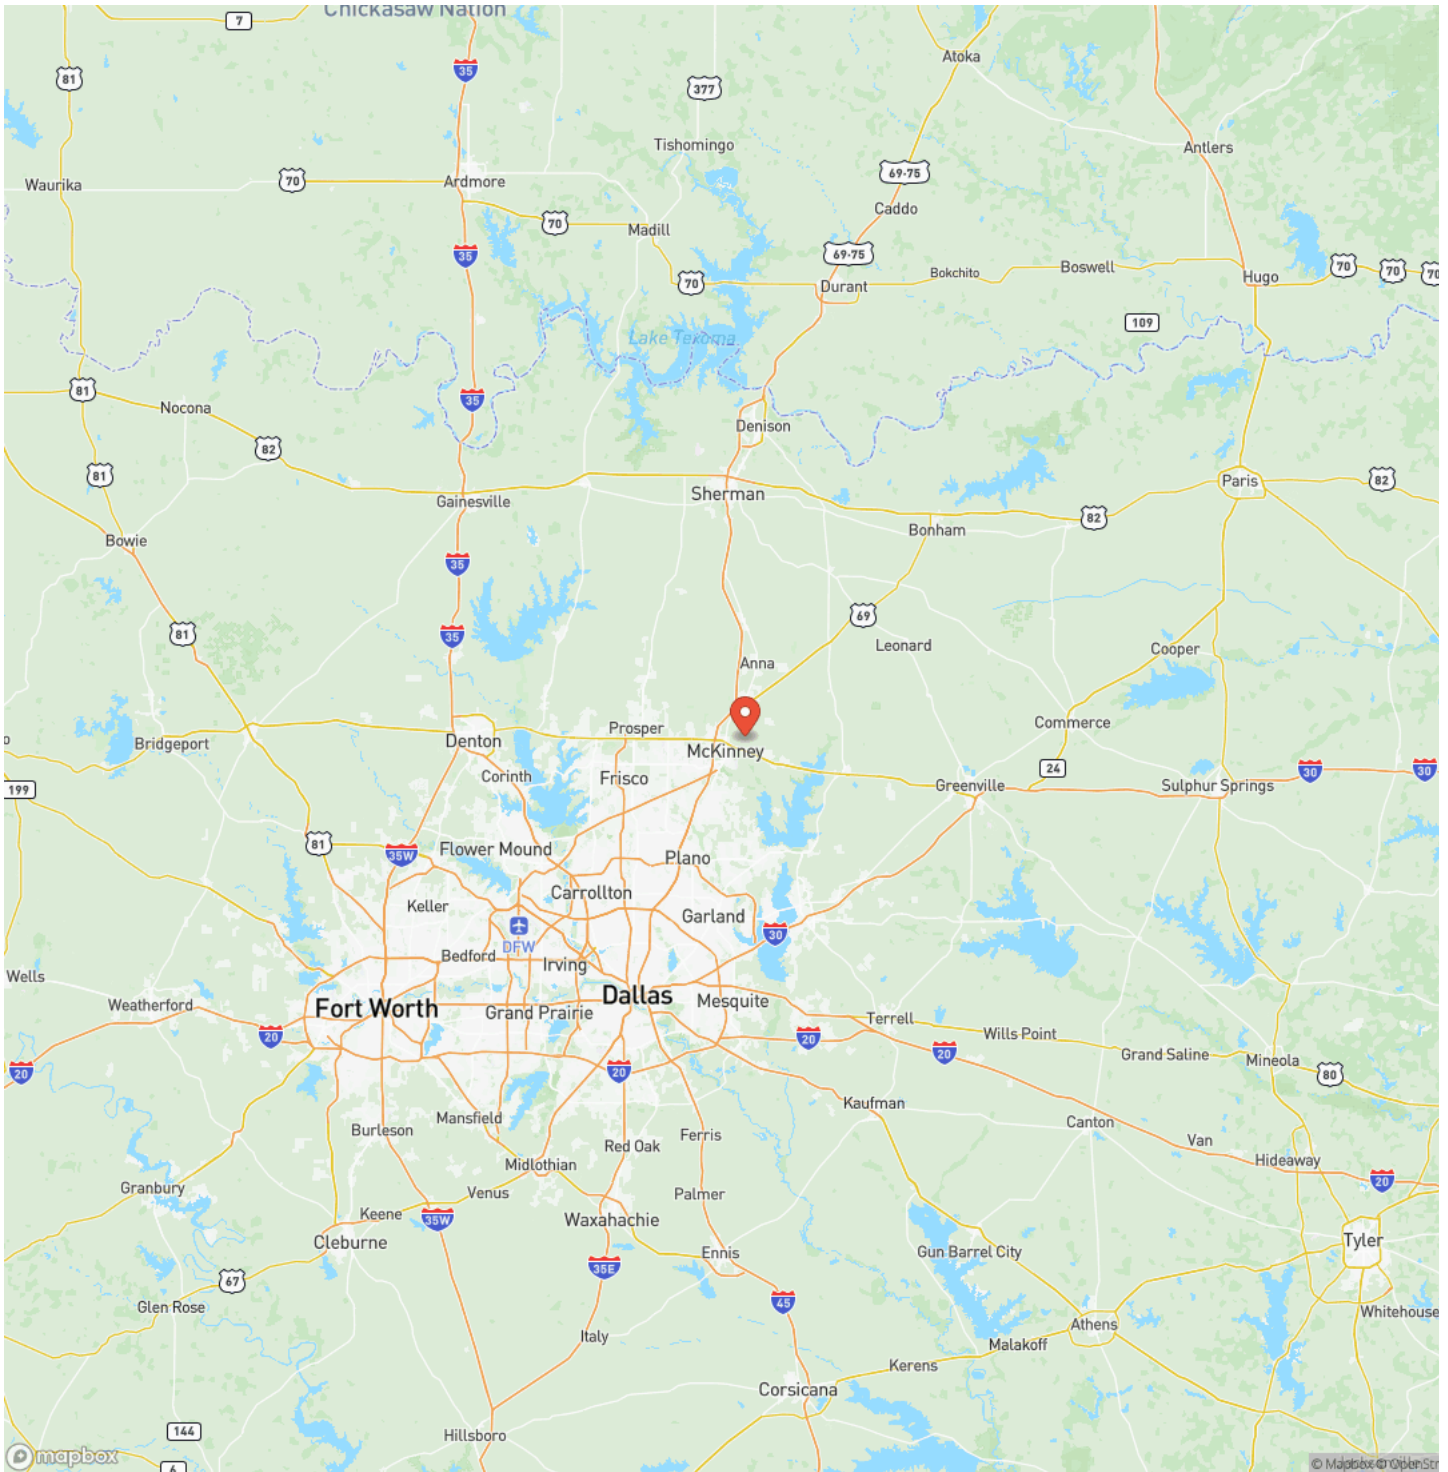 Chickasaw Nation
7
81
35
Atoka
377
Tishomingo
Antlers
69-75
Waurika
70
Ardmore
Caddo
70
Madill
35
69-75
Bokchito
Boswell
70
70
70
Hugo
70
Durant
109
Lake Texoma
81
35
Nocona
Denison
82
81
Sherman
Paris
82
Gainesville
82
Bonham
Bowie
35
69
81
35
Leonard
Cooper
Anna
Commerce
Prosper
Bridgeport
Denton
McKinney
24
30
30
Corinth
Frisco
Greenville
Sulphur Springs
199
81
35W
Flower Mound
Plano
Carrollton
Keller
Garland
30
DFW
Bedford
Irving
Wells
Dallas
Mesquite
Weatherford
Fort Worth
Grand Prairie
Terrell
20
20
Wills Point
20
Grand Saline
Mineola
20
20
80
Kaufman
Mansfield
Canton
Burleson
Ferris
Red Oak
Van
Midlothian
Hideaway
20
Granbury
Venus
Palmer
Keene
35W
Waxahachie
Cleburne
Ennis
Gun Barrel City
Tyler
35E
67
45
Glen Rose
Whitehouse
Athens
Italy
Malakoff
Kerens
Corsicana
144
Hillsboro
mapbox
6
© Mapbox © OpenStr